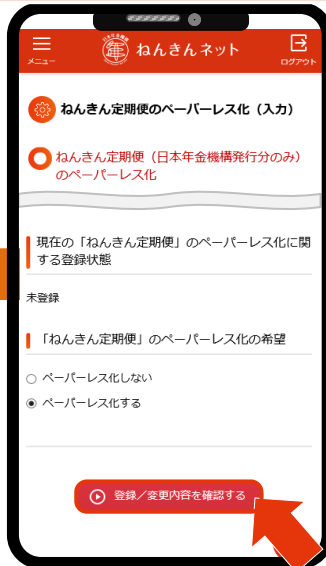 ねんきんネット
メニュー
ログアウト
ねんきん定期便のペーパーレス化（入力）
ねんきん定期便（日本年金機構発行分のみ）
のペーパーレス化
現在の「ねんきん定期便」のペーパーレス化に関
する登録状態
未登録
「ねんきん定期便」のペーパーレス化の希望
ペーパーレス化しない
ペーパーレス化する
登録／変更内容を確認する